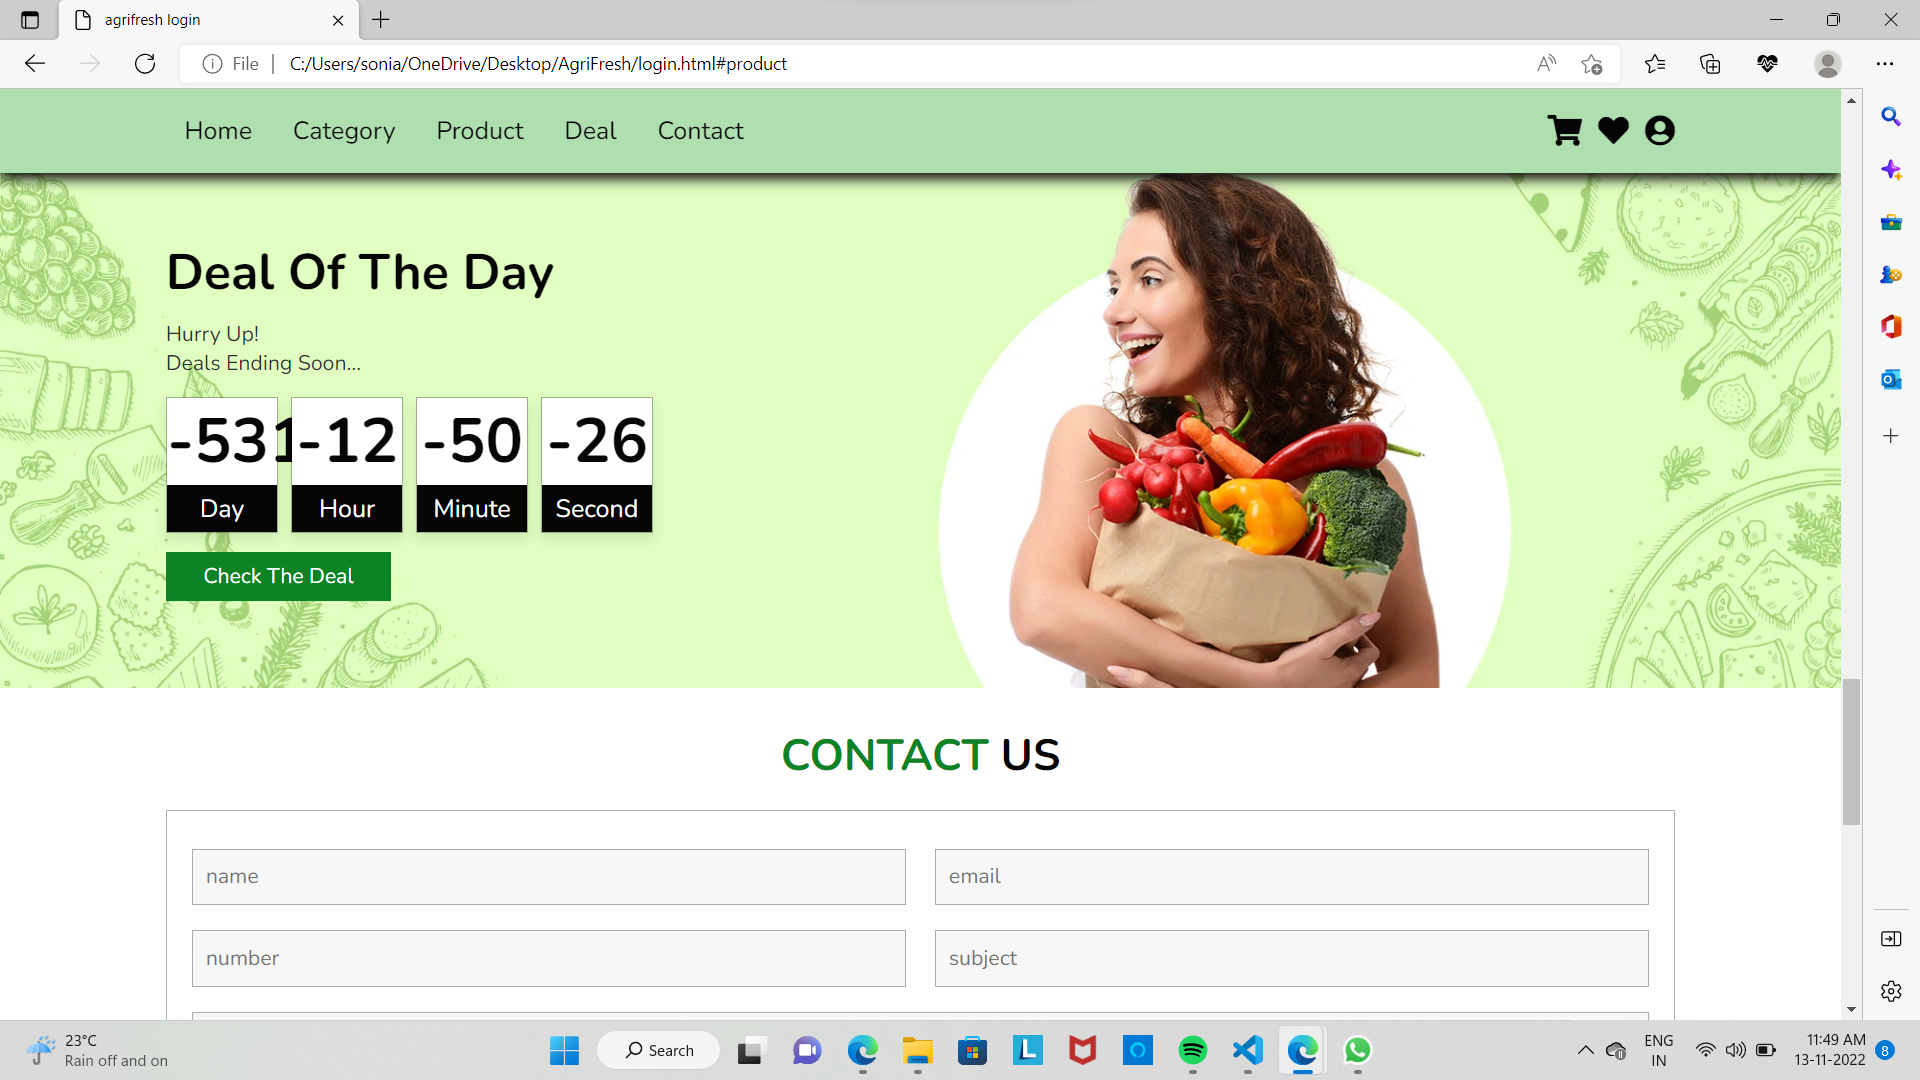 agrifresh login
File C:/Users/sonia/OneDrive/Desktop/AgriFresh/login.html#product
Home Category Product Deal Contact
Deal Of The Day
Hurry Up!
Deals Ending Soon...
-531 -12 -50 -26
Day Hour Minute Second
Check The Deal
CONTACT US
name email
number subject
23°C
Rain off and on
Search
ENG
IN
11:49 AM
13-11-2022
8